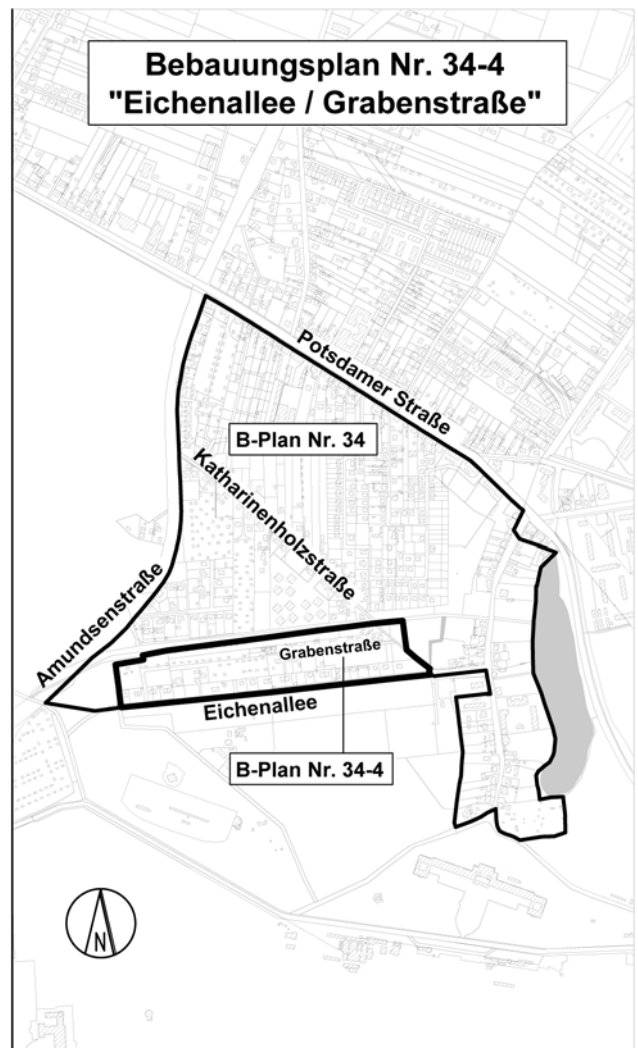 Bebauungsplan Nr. 34-4
"Eichenallee / Grabenstraße"
Potsdamer Straße
B-Plan Nr. 34
Katharinenholzstraße
Amundsenstraße
Grabenstraße
Eichenallee
B-Plan Nr. 34-4
N